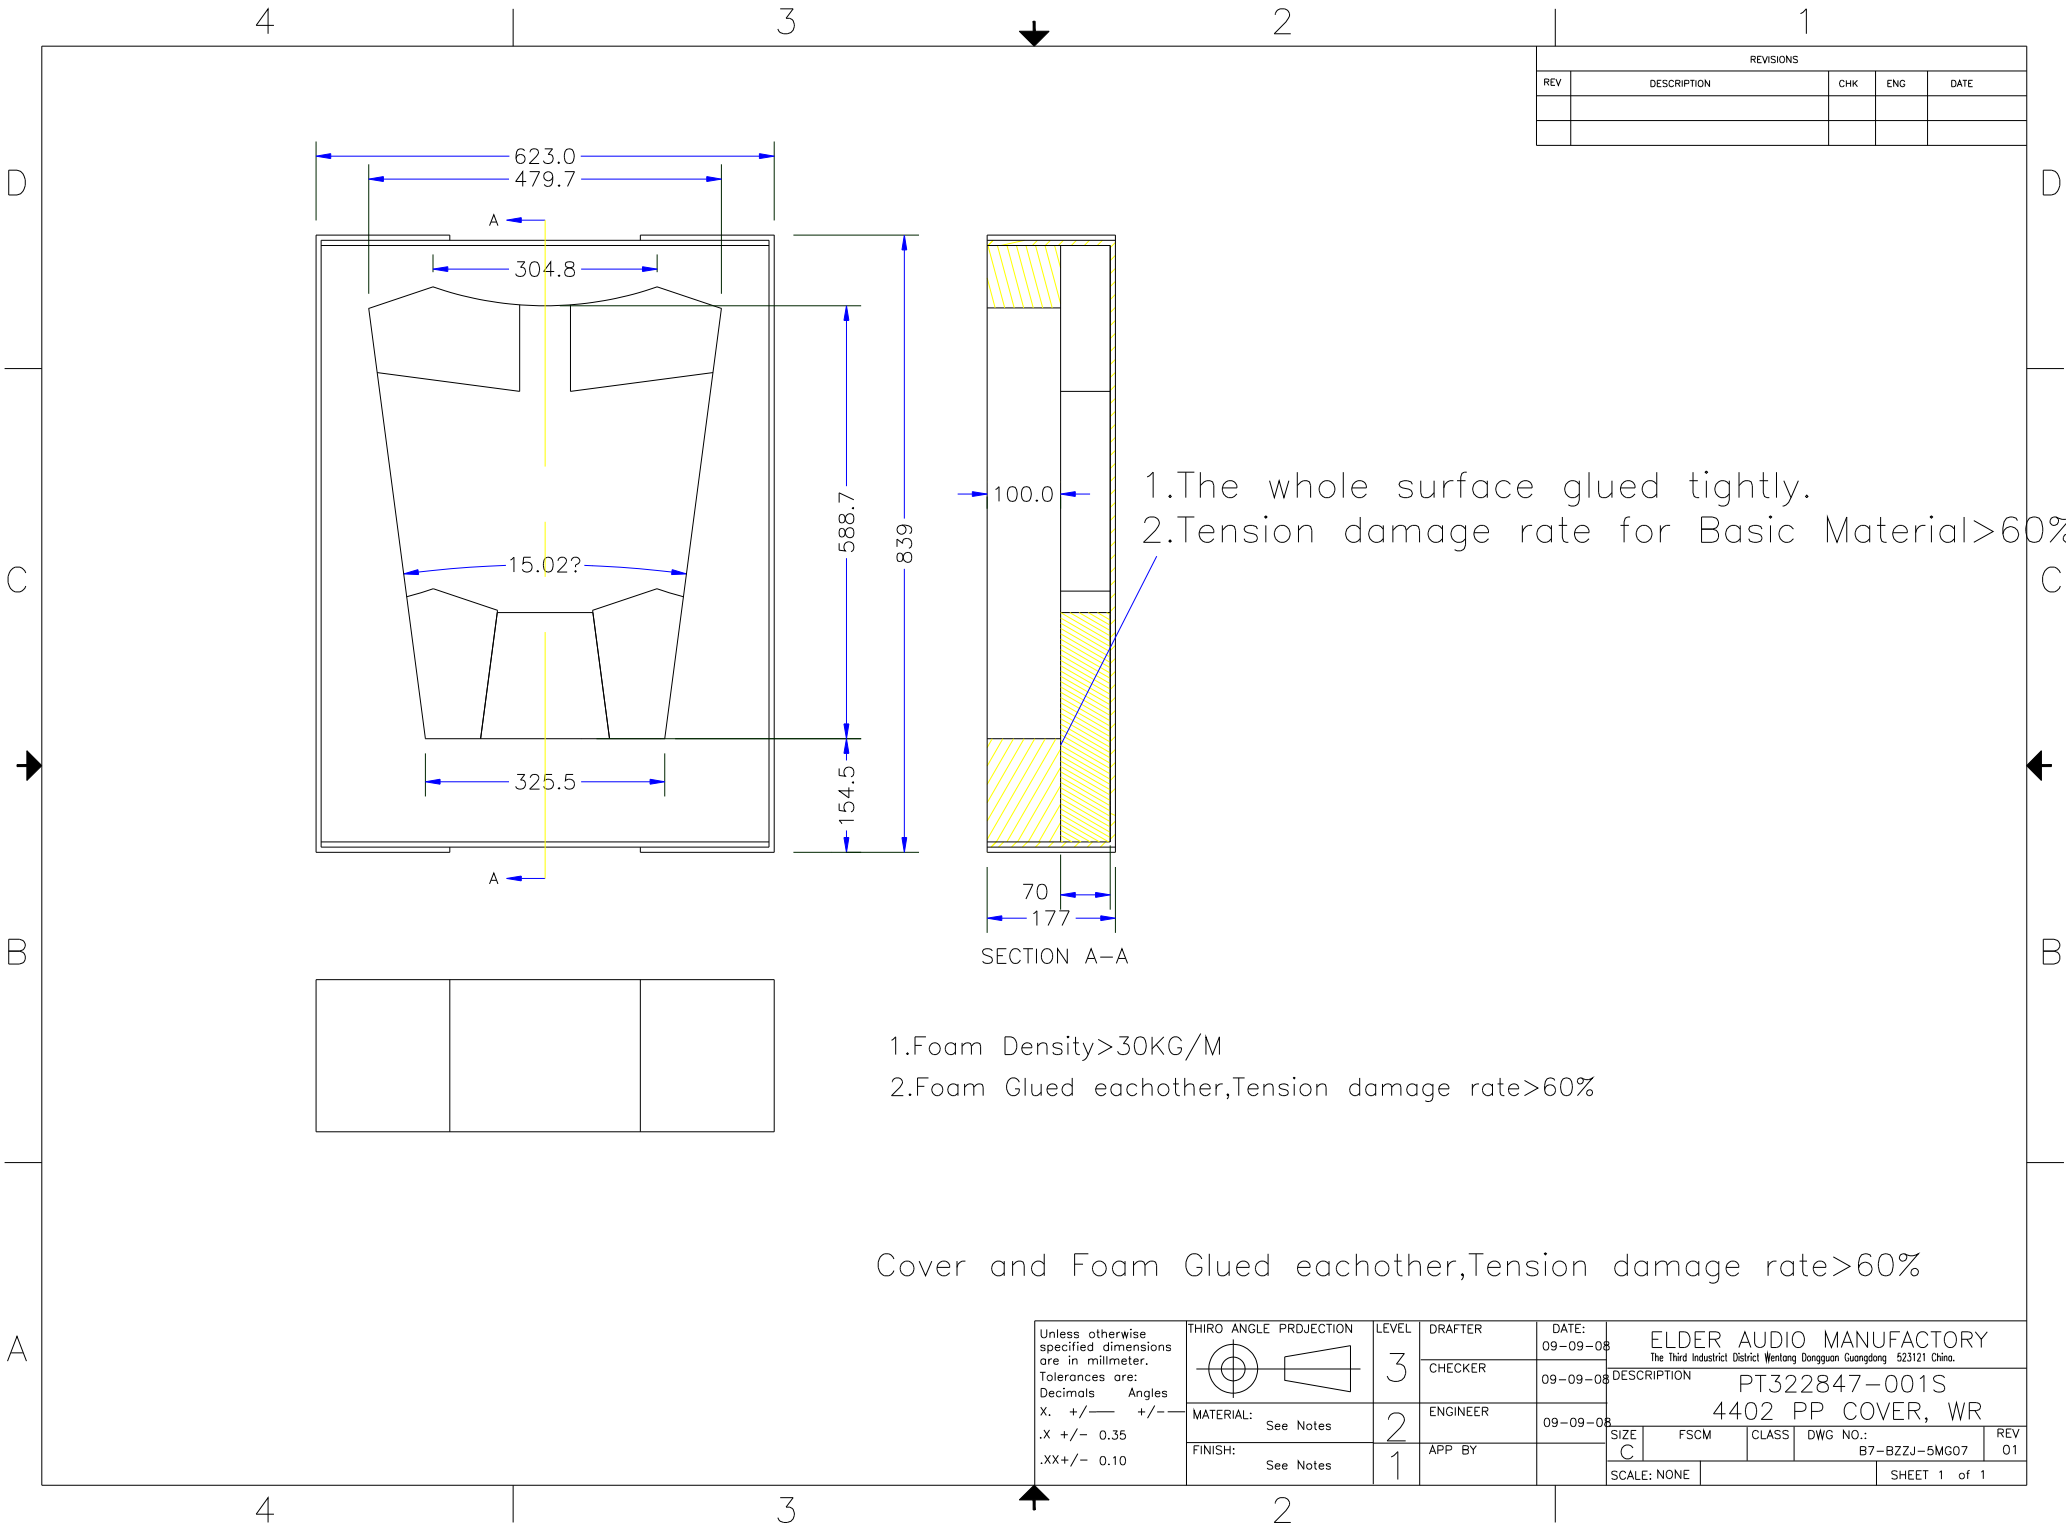 4 3 2 1
REVISIONS
REV DESCRIPTION CHK ENG DATE
D D
623.0
479.7
A
304.8
588.7
839
100.0
1.The whole surface glued tightly.
2.Tension damage rate for Basic Material>60%
15.02?
C C
325.5
154.5
A
70
177
SECTION A-A
B B
1.Foam Density>30KG/M
2.Foam Glued eachother,Tension damage rate>60%
Cover and Foam Glued eachother,Tension damage rate>60%
A
Unless otherwise
specified dimensions
are in millmeter.
Tolerances are:
Decimals Angles
X. +/-— +/-—
.X +/- 0.35
.XX+/- 0.10
THIRO ANGLE PRDJECTION
MATERIAL: See Notes
FINISH: See Notes
LEVEL
3
2
1
DRAFTER
CHECKER
ENGINEER
APP BY
DATE:
09-09-08
09-09-08
09-09-08
ELDER AUDIO MANUFACTORY
The Third Industrict District Wentang Dongguan Guangdong 523121 China.
DESCRIPTION
PT322847-001S
4402 PP COVER, WR
SIZE FSCM CLASS DWG NO.: REV
C B7-BZZJ-5MG07 01
SCALE: NONE SHEET 1 of 1
4 3 2